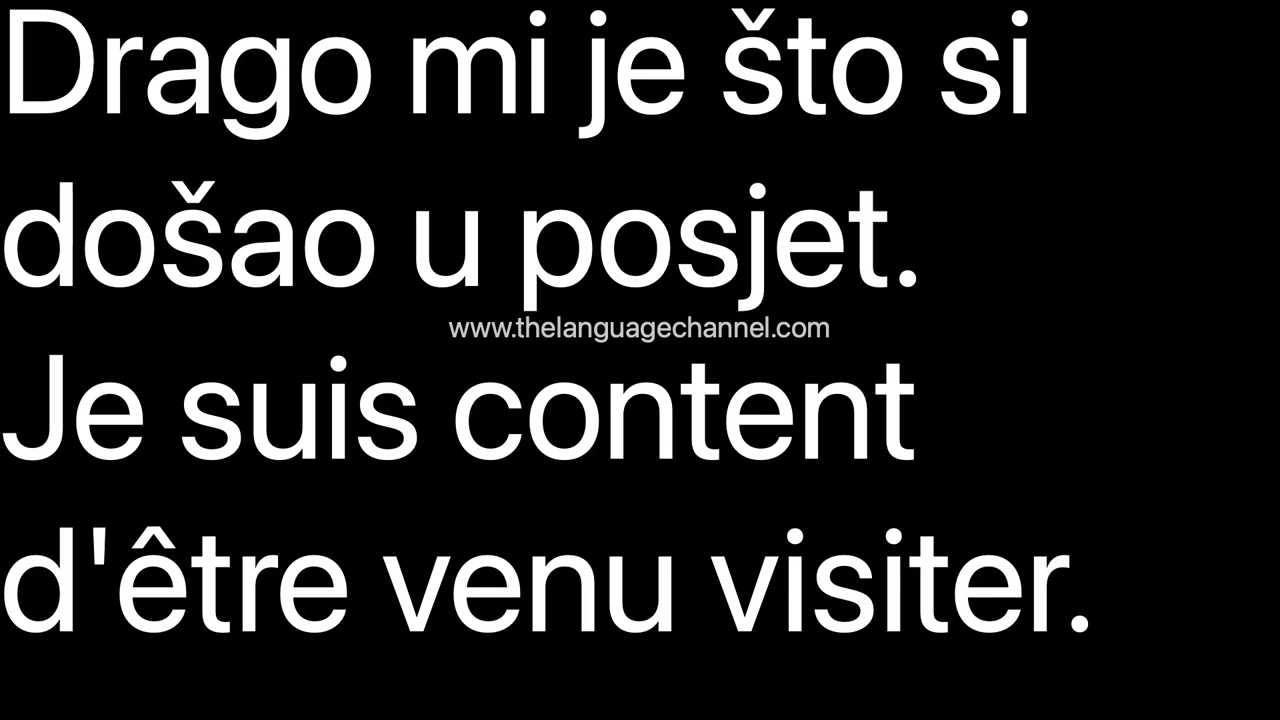 Drago mi je što si
došao u posjet.
www.thelanguagechannel.com
Je suis content
d'être venu visiter.